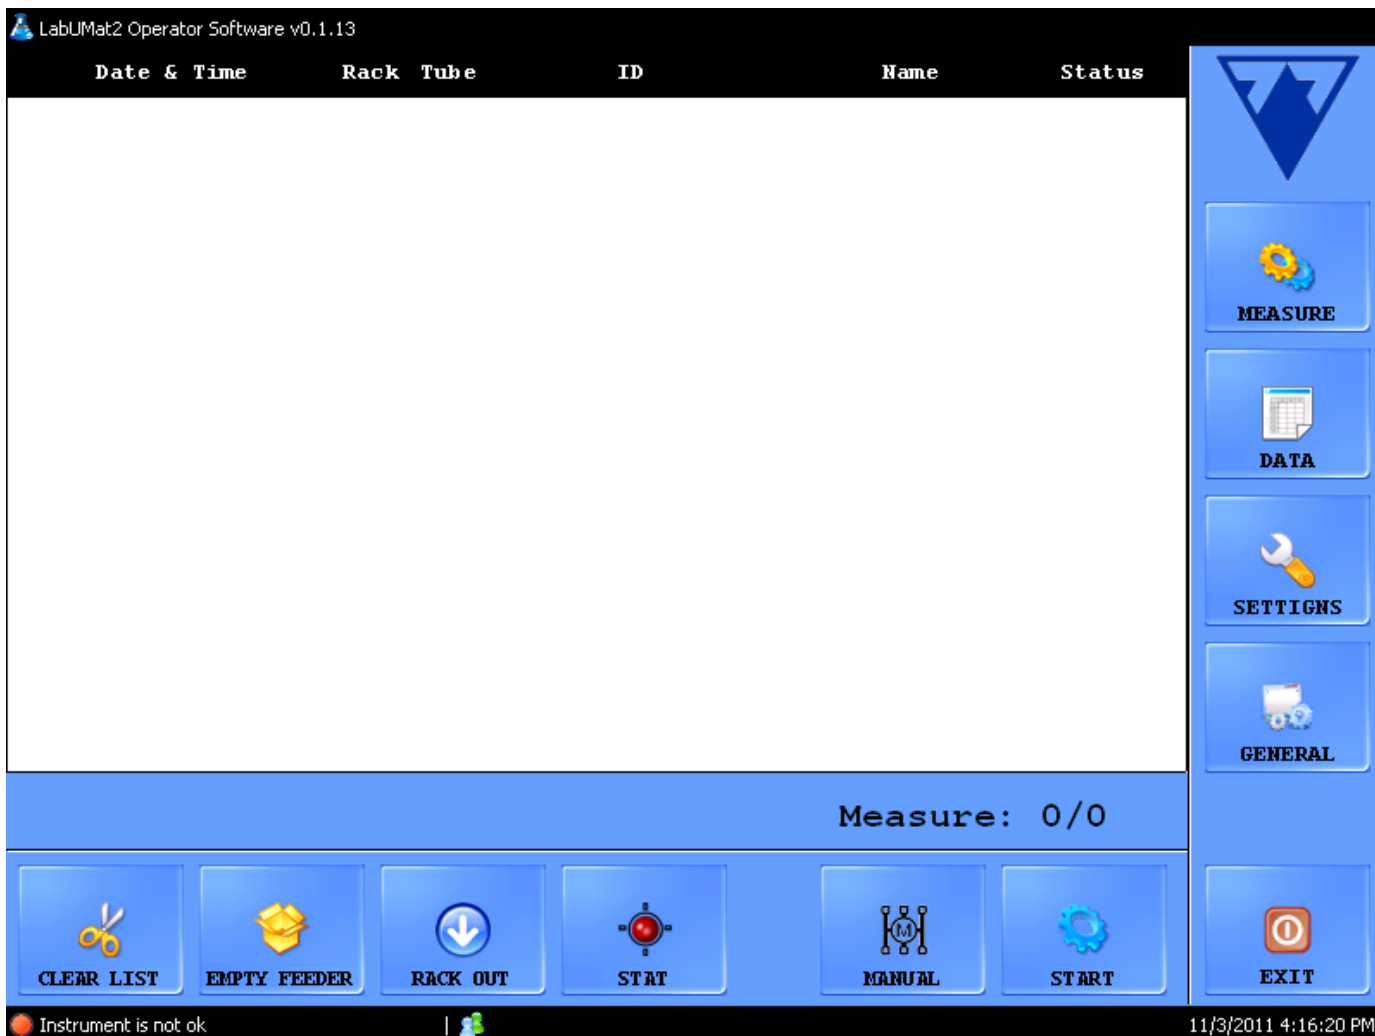 LabUMat2 Operator Software v0.1.13
Date & Time Rack Tube ID Name Status
MEASURE
DATA
SETTIGNS
GENERAL
Measure: 0/0
CLEAR LIST
EMPTY FEEDER
RACK OUT
STAT
MANUAL
START
EXIT
Instrument is not ok
11/3/2011 4:16:20 PM